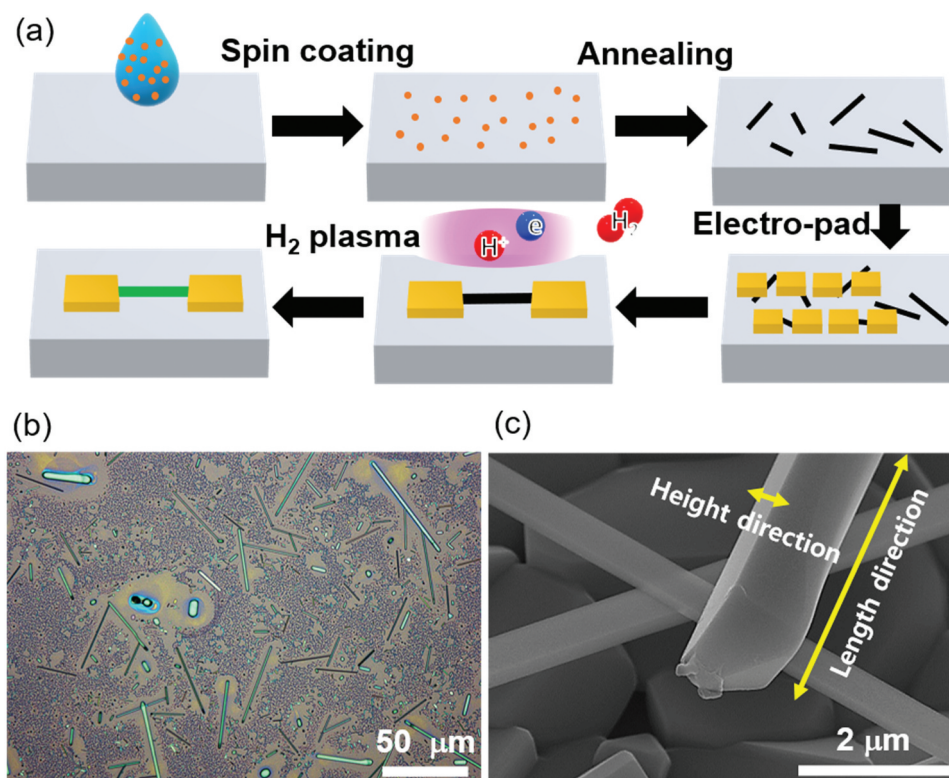 (a)
Spin coating
Annealing
H₂ plasma
H⁺
e
H₂
Electro-pad
(b)
50 μm
(c)
Height direction
Length direction
2 μm